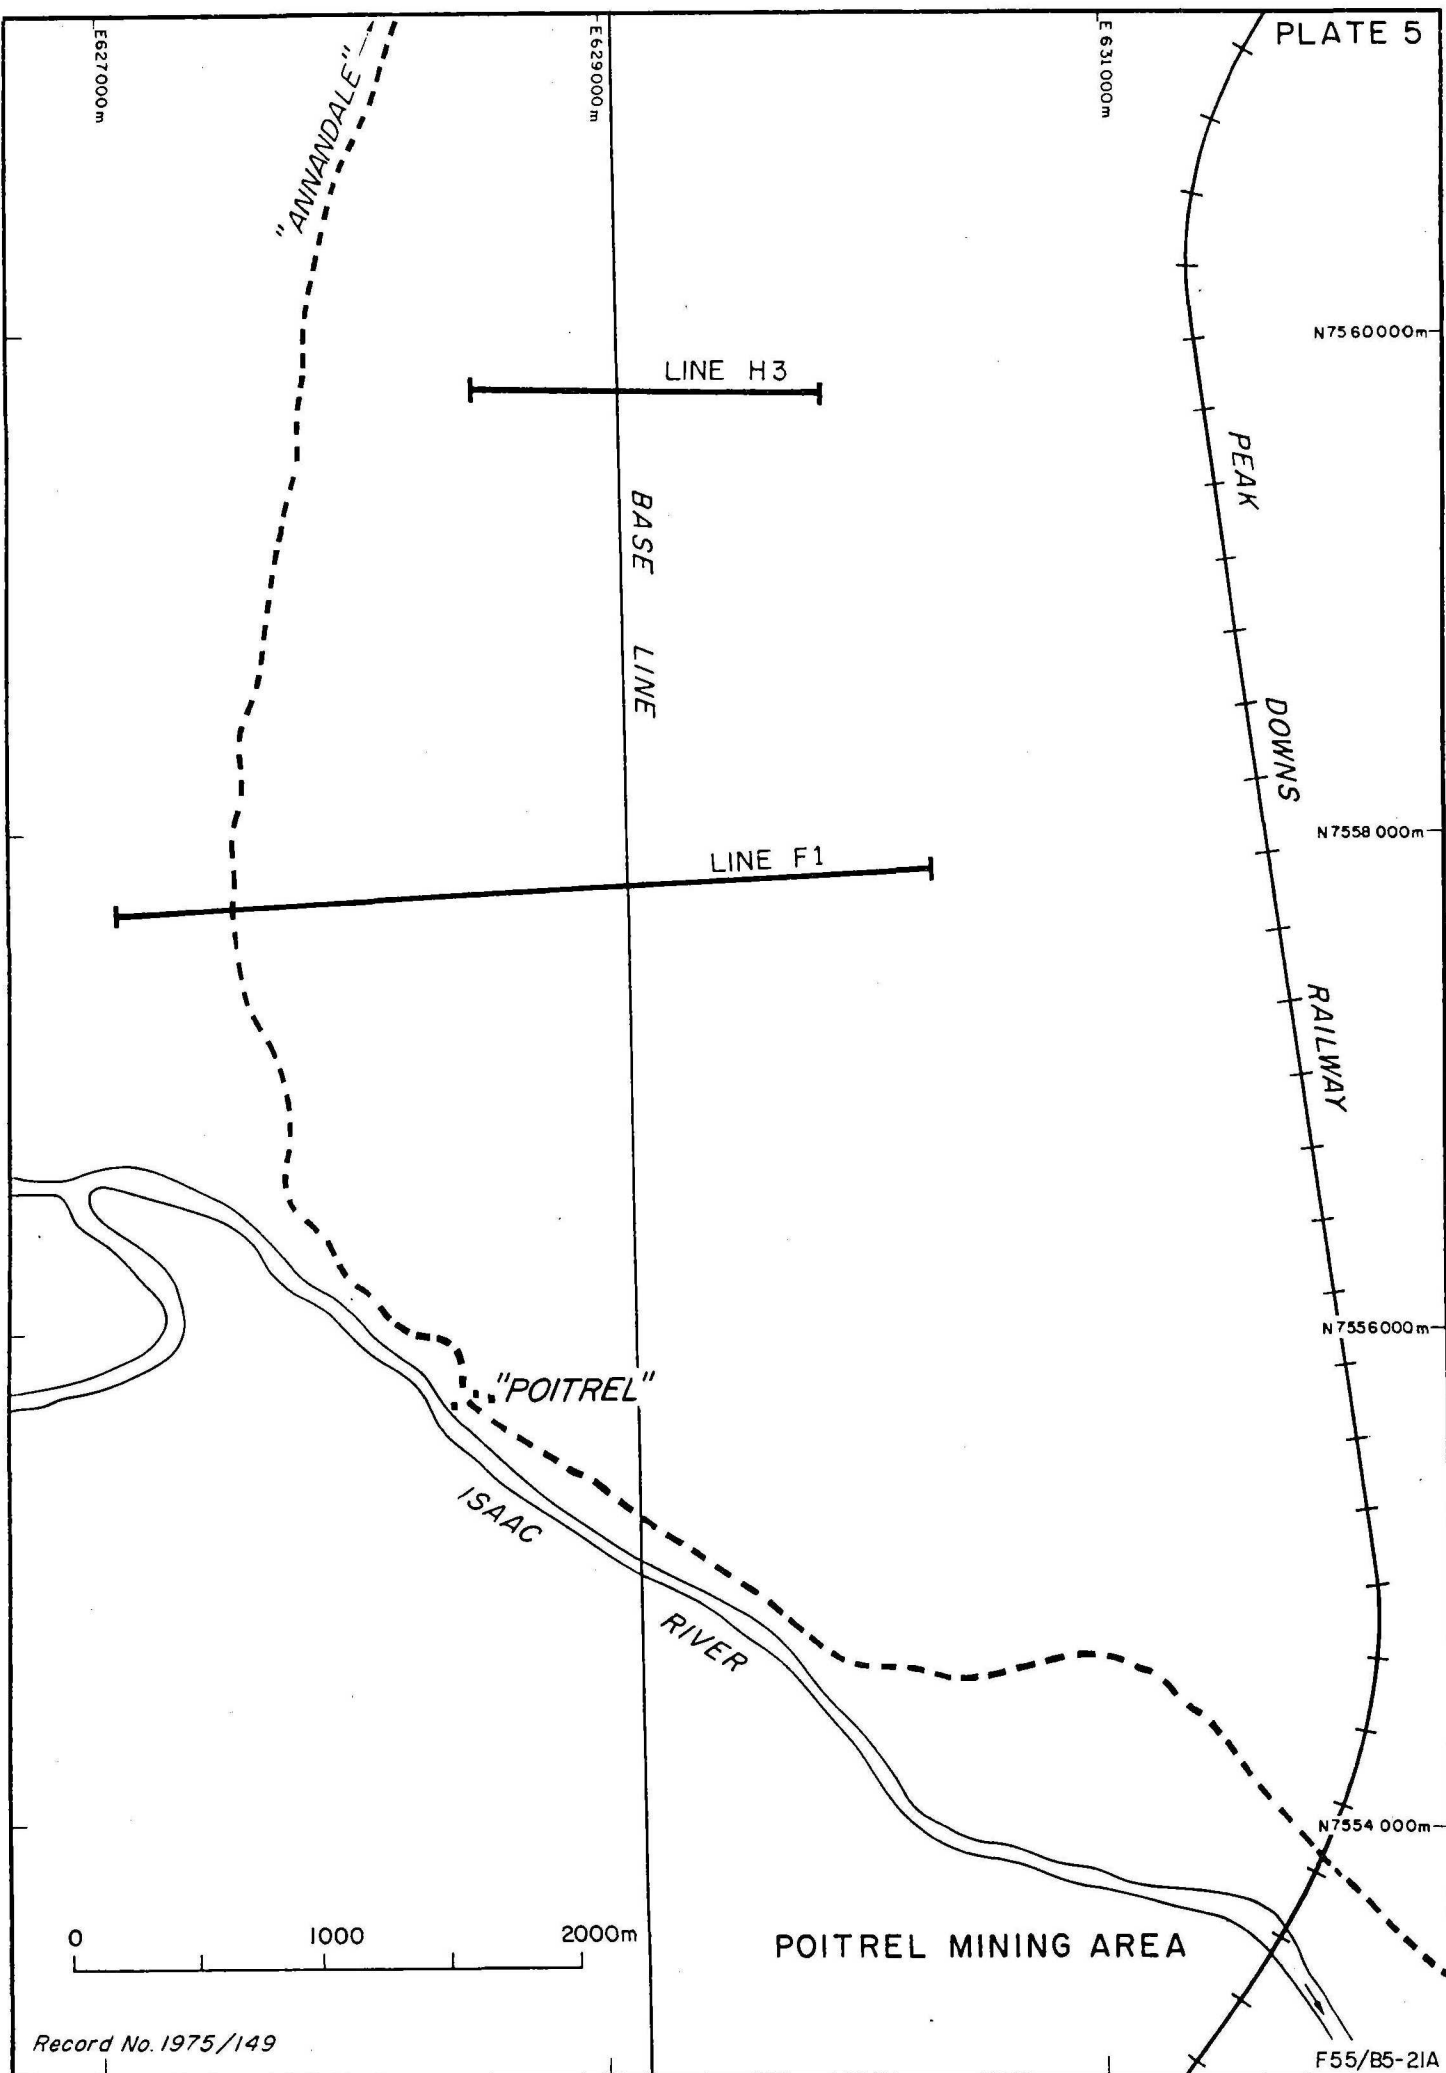 PLATE 5
E627000m
E629000m
E631000m
"ANNANDALE"
N7560000m
LINE H3
PEAK
BASE LINE
DOWNS
N7558000m
LINE F1
RAILWAY
N7556000m
"POITREL"
ISAAC
RIVER
N7554000m
0 1000 2000m
POITREL MINING AREA
Record No. 1975/149
F55/B5-21A